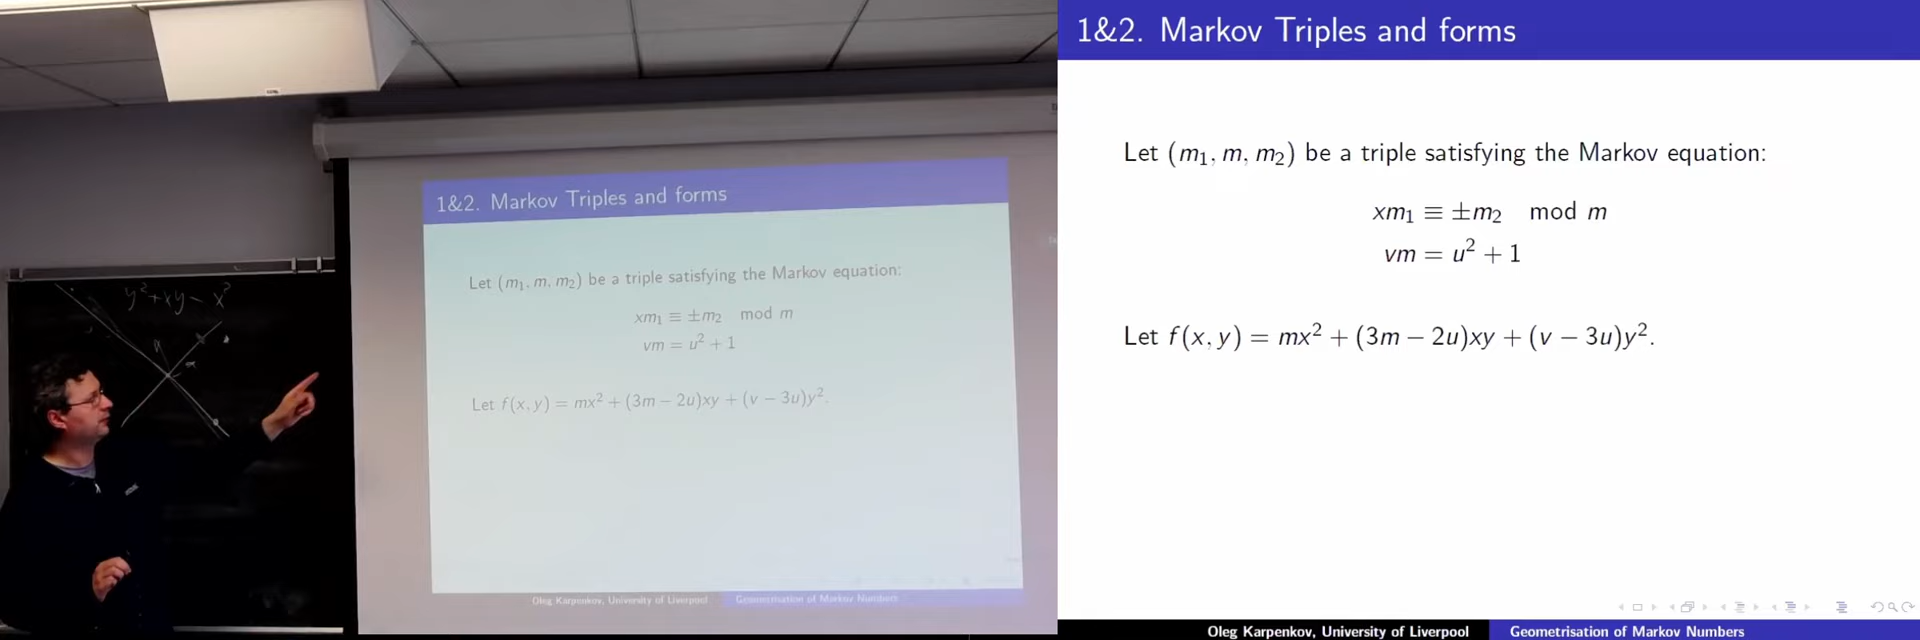 y² + xy − x²
1&2. Markov Triples and forms
Let (m₁, m, m₂) be a triple satisfying the Markov equation:
xm₁ ≡ ±m₂ mod m
vm = u² + 1
Let f(x, y) = mx² + (3m − 2u)xy + (v − 3u)y².
Oleg Karpenkov, University of Liverpool Geometrisation of Markov Numbers
1&2. Markov Triples and forms
Let (m₁, m, m₂) be a triple satisfying the Markov equation:
xm₁ ≡ ±m₂ mod m
vm = u² + 1
Let f(x, y) = mx² + (3m − 2u)xy + (v − 3u)y².
Oleg Karpenkov, University of Liverpool Geometrisation of Markov Numbers